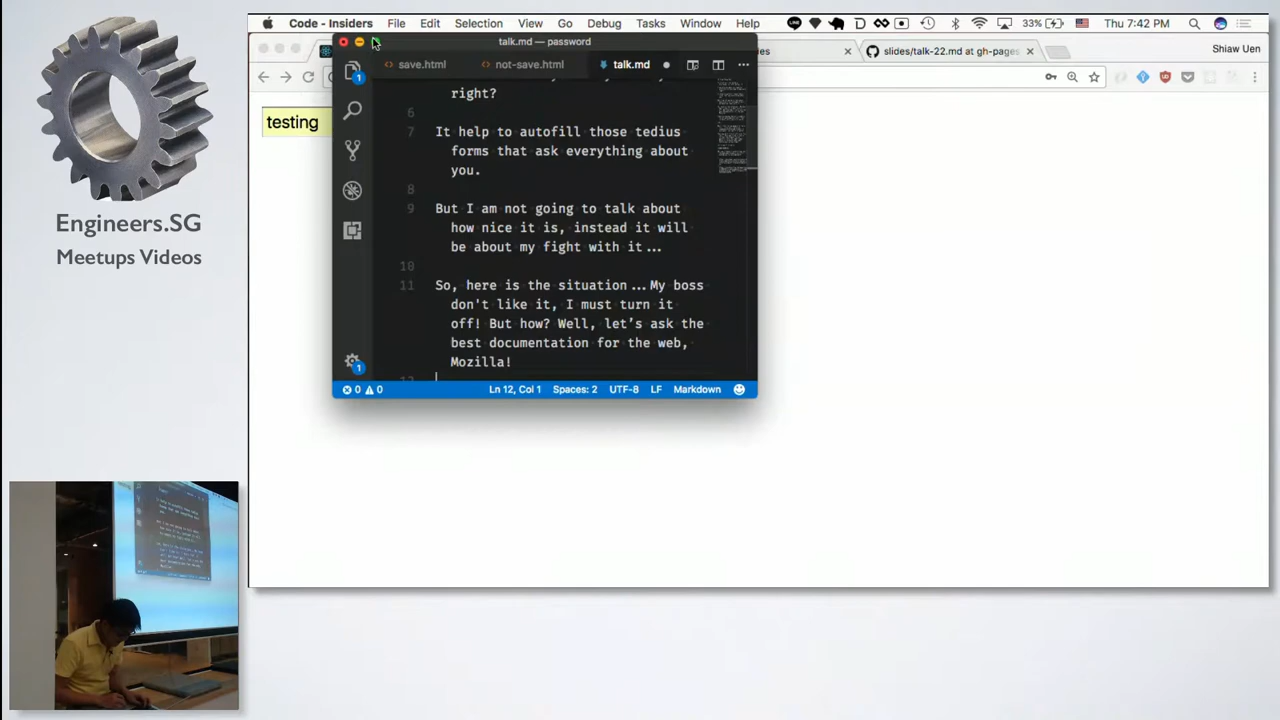 Code - Insiders File Edit Selection View Go Debug Tasks Window Help 33% Thu 7:42 PM
talk.md — password
slides/talk-22.md at gh-pages
Shiaw Uen
save.html not-save.html talk.md
testing
right?
6
7 It help to autofill those tedius
forms that ask everything about
you.
8
9 But I am not going to talk about
how nice it is, instead it will
be about my fight with it...
10
11 So, here is the situation...My boss
don't like it, I must turn it
off! But how? Well, let's ask the
best documentation for the web,
Mozilla!
12
0 0 Ln 12, Col 1 Spaces: 2 UTF-8 LF Markdown
Engineers.SG
Meetups Videos